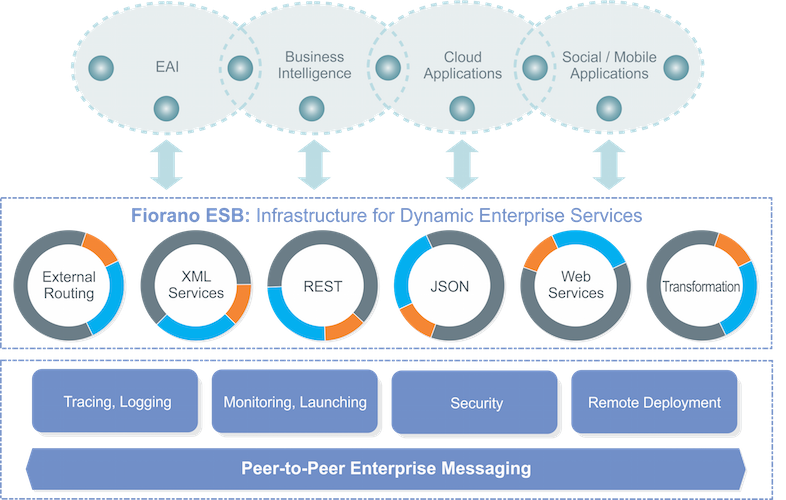 EAI
Business
Intelligence
Cloud
Applications
Social / Mobile
Applications
Fiorano ESB: Infrastructure for Dynamic Enterprise Services
External
Routing
XML
Services
REST
JSON
Web
Services
Transformation
Tracing, Logging
Monitoring, Launching
Security
Remote Deployment
Peer-to-Peer Enterprise Messaging